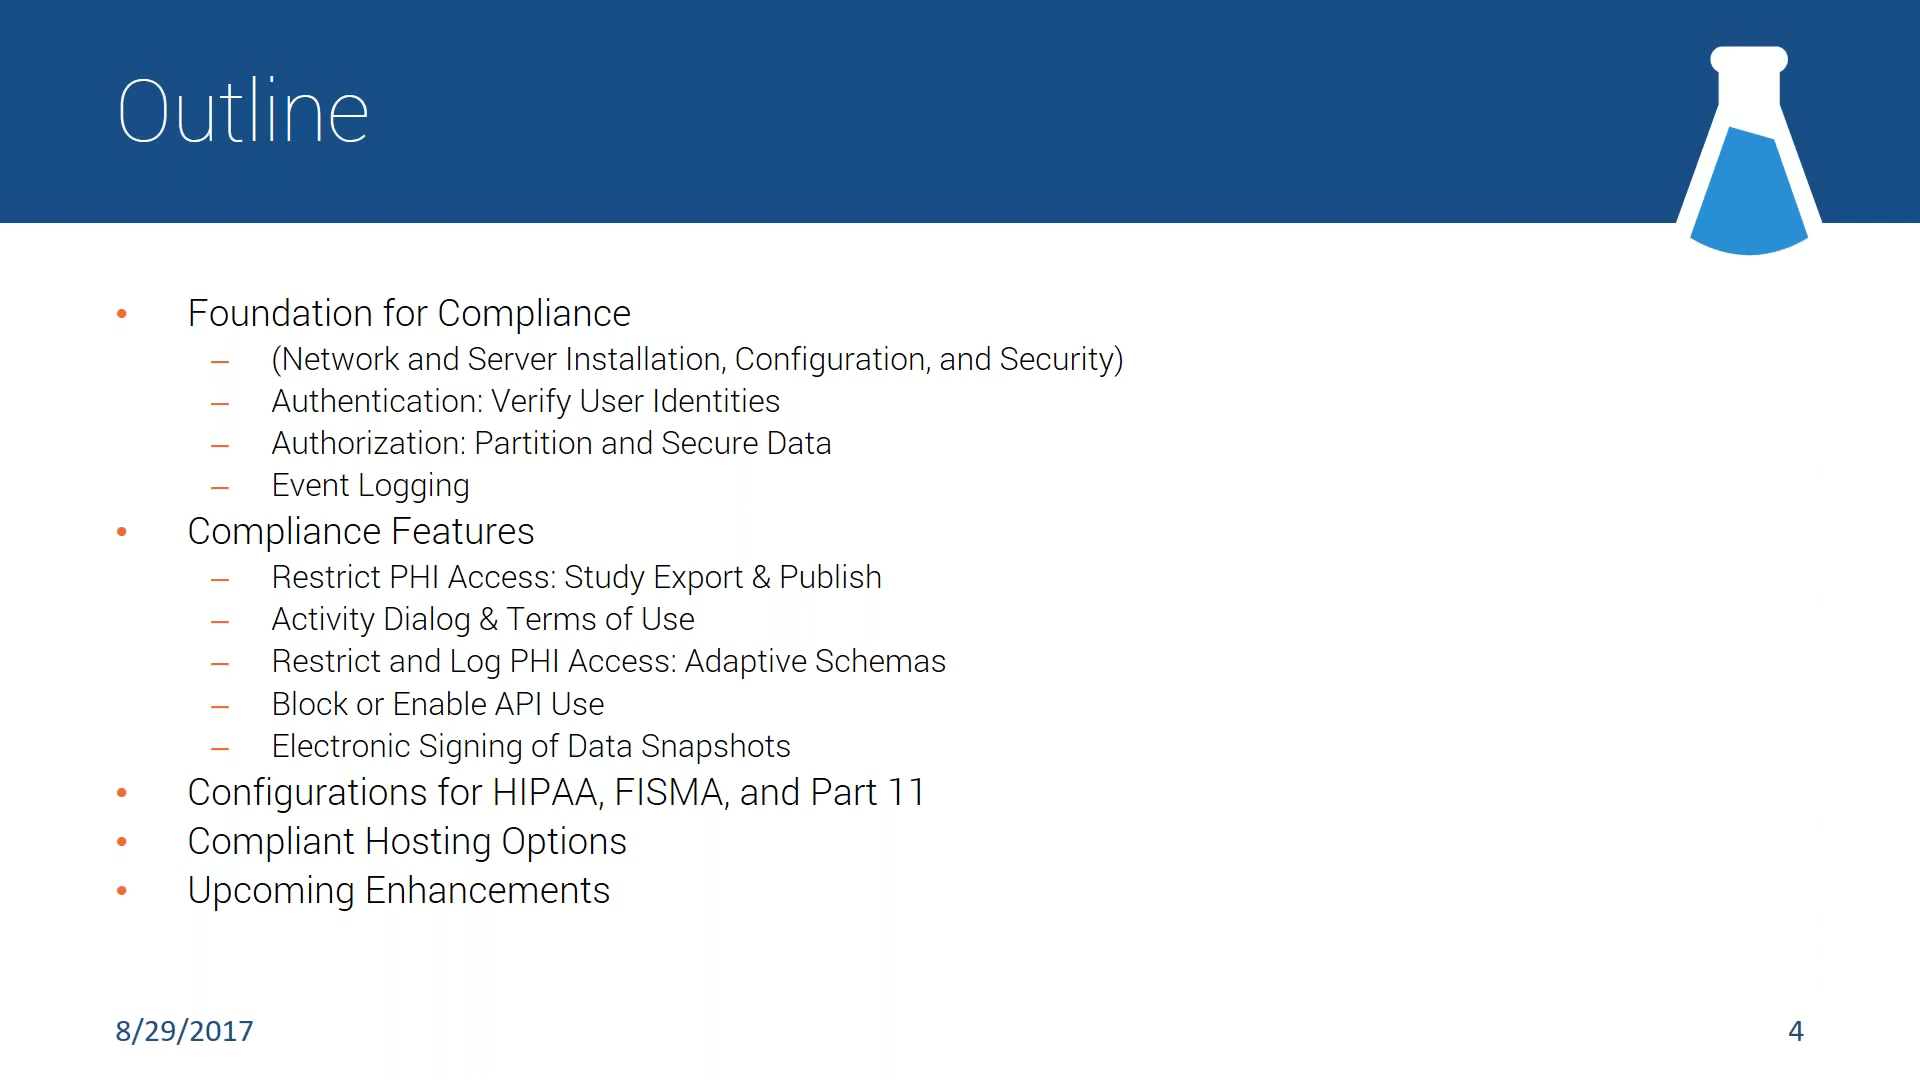 Outline
• Foundation for Compliance
– (Network and Server Installation, Configuration, and Security)
– Authentication: Verify User Identities
– Authorization: Partition and Secure Data
– Event Logging
• Compliance Features
– Restrict PHI Access: Study Export & Publish
– Activity Dialog & Terms of Use
– Restrict and Log PHI Access: Adaptive Schemas
– Block or Enable API Use
– Electronic Signing of Data Snapshots
• Configurations for HIPAA, FISMA, and Part 11
• Compliant Hosting Options
• Upcoming Enhancements
8/29/2017
4